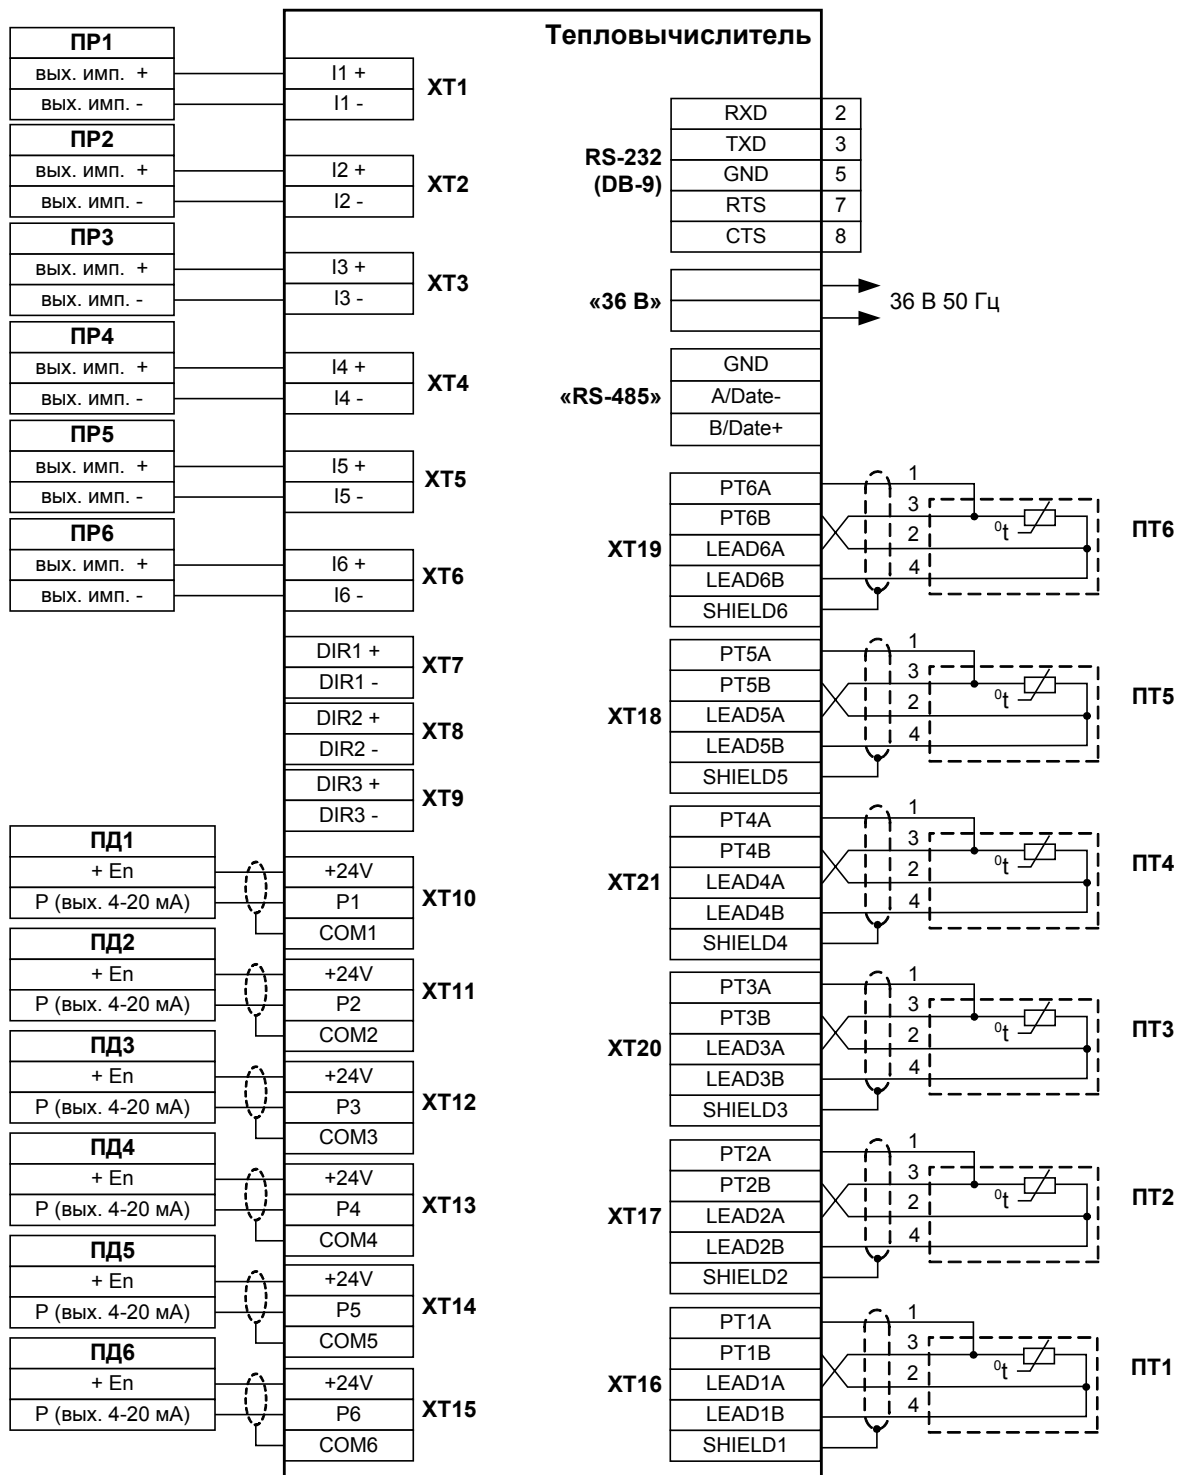 Тепловычислитель
ПР1
вых. имп. + I1 +
вых. имп. - I1 -
XT1
ПР2
вых. имп. + I2 +
вых. имп. - I2 -
XT2
ПР3
вых. имп. + I3 +
вых. имп. - I3 -
XT3
ПР4
вых. имп. + I4 +
вых. имп. - I4 -
XT4
ПР5
вых. имп. + I5 +
вых. имп. - I5 -
XT5
ПР6
вых. имп. + I6 +
вых. имп. - I6 -
XT6
DIR1 +
DIR1 -
XT7
DIR2 +
DIR2 -
XT8
DIR3 +
DIR3 -
XT9
ПД1
+ En +24V
P (вых. 4-20 мА) P1
COM1
XT10
ПД2
+ En +24V
P (вых. 4-20 мА) P2
COM2
XT11
ПД3
+ En +24V
P (вых. 4-20 мА) P3
COM3
XT12
ПД4
+ En +24V
P (вых. 4-20 мА) P4
COM4
XT13
ПД5
+ En +24V
P (вых. 4-20 мА) P5
COM5
XT14
ПД6
+ En +24V
P (вых. 4-20 мА) P6
COM6
XT15
RS-232
(DB-9)
RXD 2
TXD 3
GND 5
RTS 7
CTS 8
«36 В»
36 В 50 Гц
«RS-485»
GND
A/Date-
B/Date+
XT19
PT6A 1
PT6B 3
LEAD6A 2
LEAD6B 4
SHIELD6
0t
ПТ6
XT18
PT5A 1
PT5B 3
LEAD5A 2
LEAD5B 4
SHIELD5
0t
ПТ5
XT21
PT4A 1
PT4B 3
LEAD4A 2
LEAD4B 4
SHIELD4
0t
ПТ4
XT20
PT3A 1
PT3B 3
LEAD3A 2
LEAD3B 4
SHIELD3
0t
ПТ3
XT17
PT2A 1
PT2B 3
LEAD2A 2
LEAD2B 4
SHIELD2
0t
ПТ2
XT16
PT1A 1
PT1B 3
LEAD1A 2
LEAD1B 4
SHIELD1
0t
ПТ1